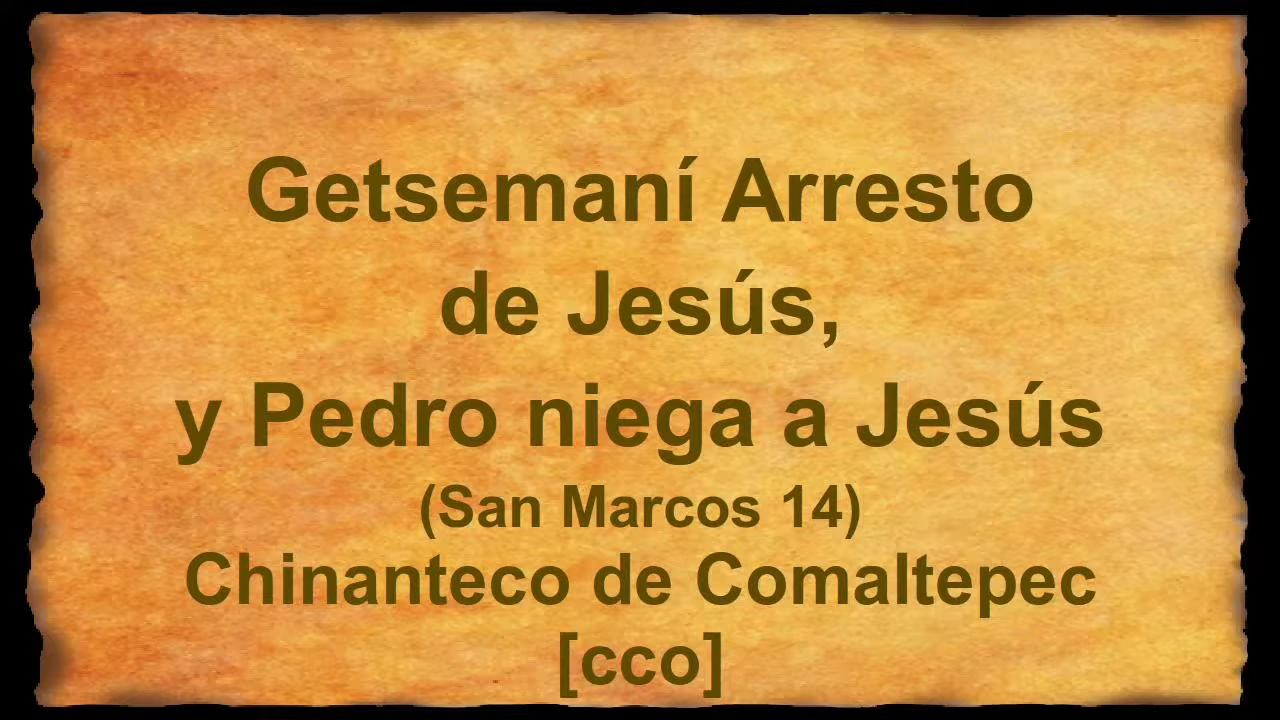 Getsemaní Arresto
de Jesús,
y Pedro niega a Jesús
(San Marcos 14)
Chinanteco de Comaltepec
[cco]